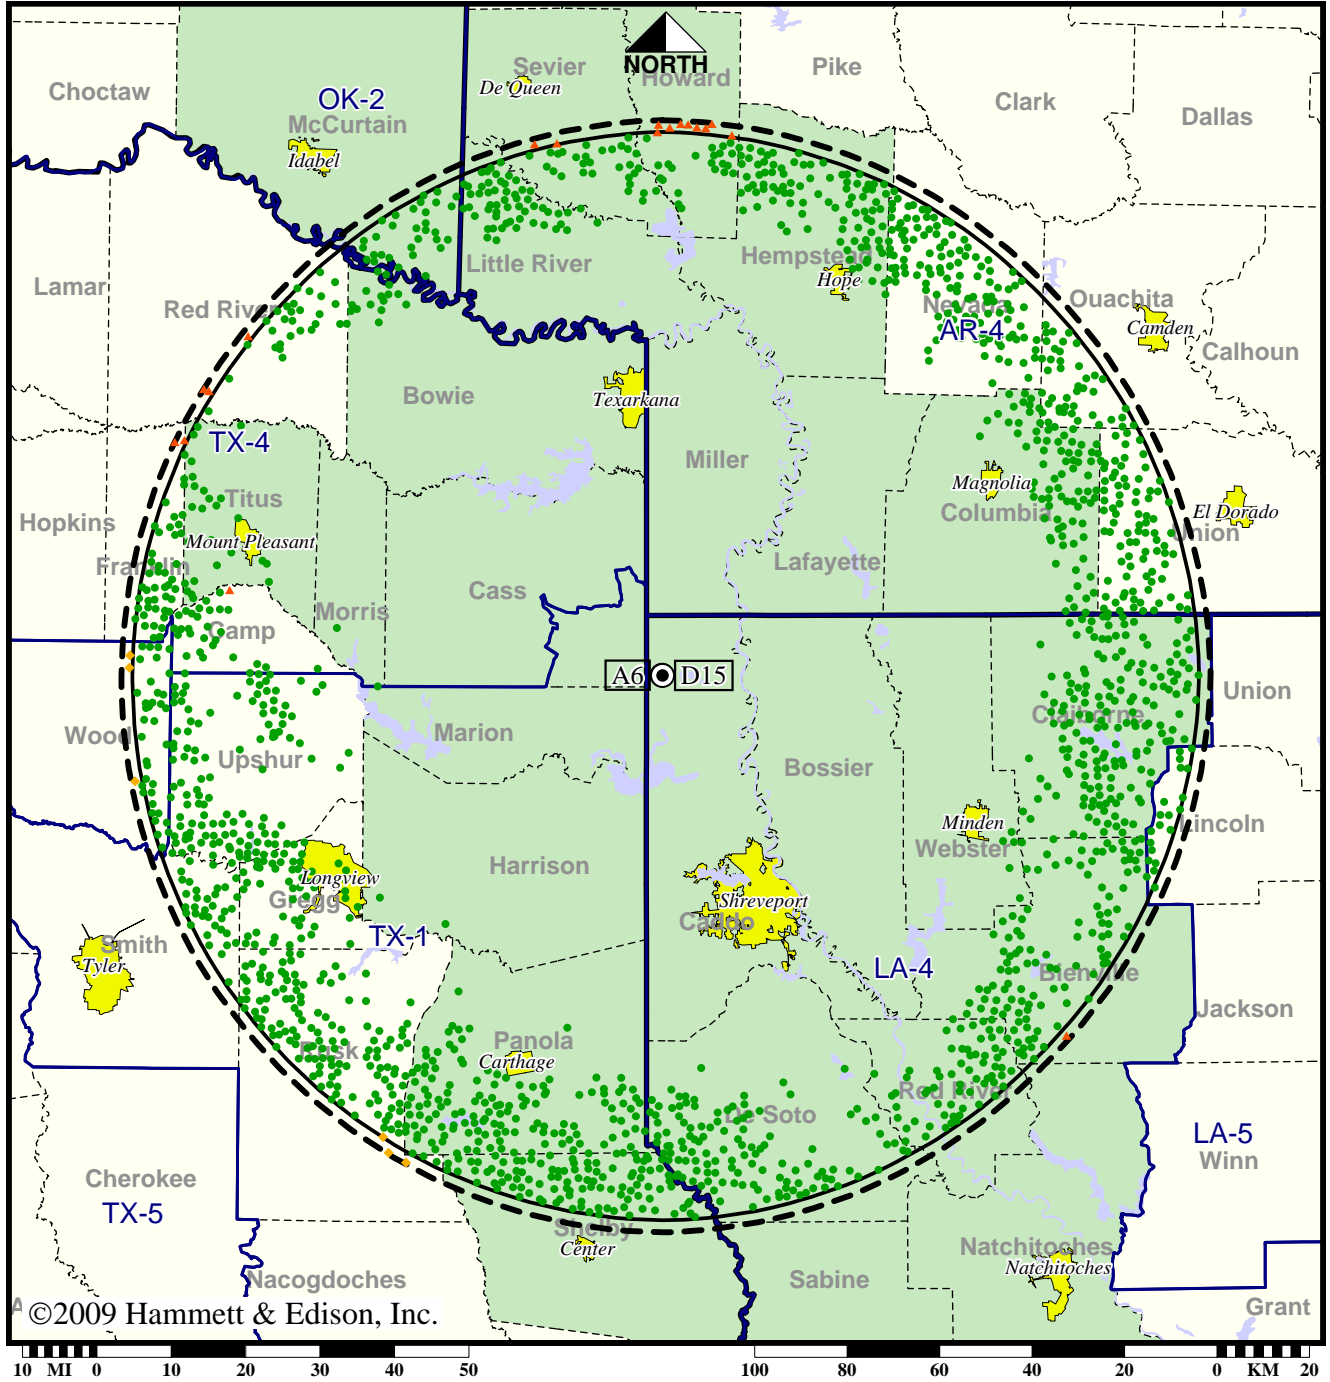 NORTH
Sevier
De Queen
Howard
Pike
Choctaw
OK-2
McCurtain
Idabel
Clark
Dallas
Hempstead
Hope
Little River
Lamar
Red River
Nevada
AR-4
Ouachita
Camden
Calhoun
Bowie
Texarkana
TX-4
Miller
Titus
Magnolia
Columbia
El Dorado
Union
Hopkins
Mount Pleasant
Franklin
Lafayette
Cass
Morris
Camp
A6
D15
Union
Claiborne
Wood
Marion
Upshur
Bossier
Minden
Webster
Lincoln
Harrison
Longview
Gregg
Shreveport
Caddo
TX-1
Smith
Tyler
LA-4
Bienville
Jackson
Panola
Carthage
Rusk
Red River
De Soto
LA-5
Winn
Cherokee
TX-5
Shelby
Center
Natchitoches
Natchitoches
Nacogdoches
Sabine
Grant
©2009 Hammett & Edison, Inc.
10 MI 0 10 20 30 40 50
100 80 60 40 20 0 KM 20